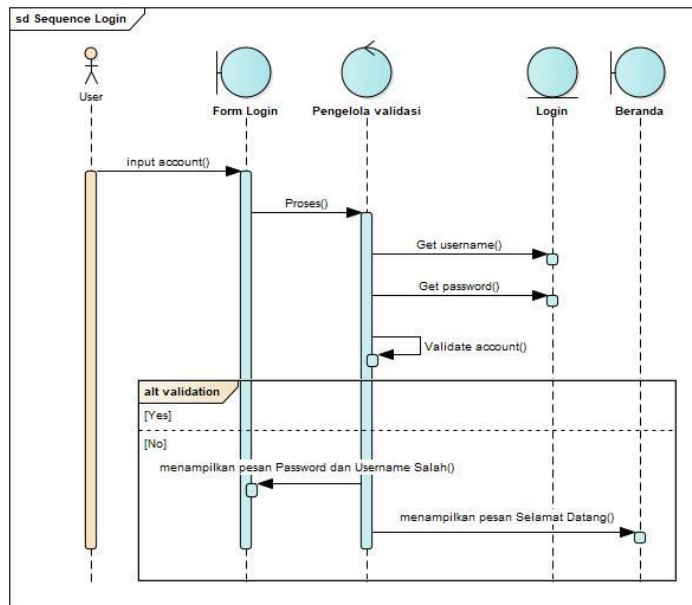 sd Sequence Login
User
Form Login
Pengelola validasi
Login
Beranda
input account()
Proses()
Get username()
Get password()
Validate account()
alt validation
[Yes]
[No]
menampilkan pesan Password dan Username Salah()
menampilkan pesan Selamat Datang()